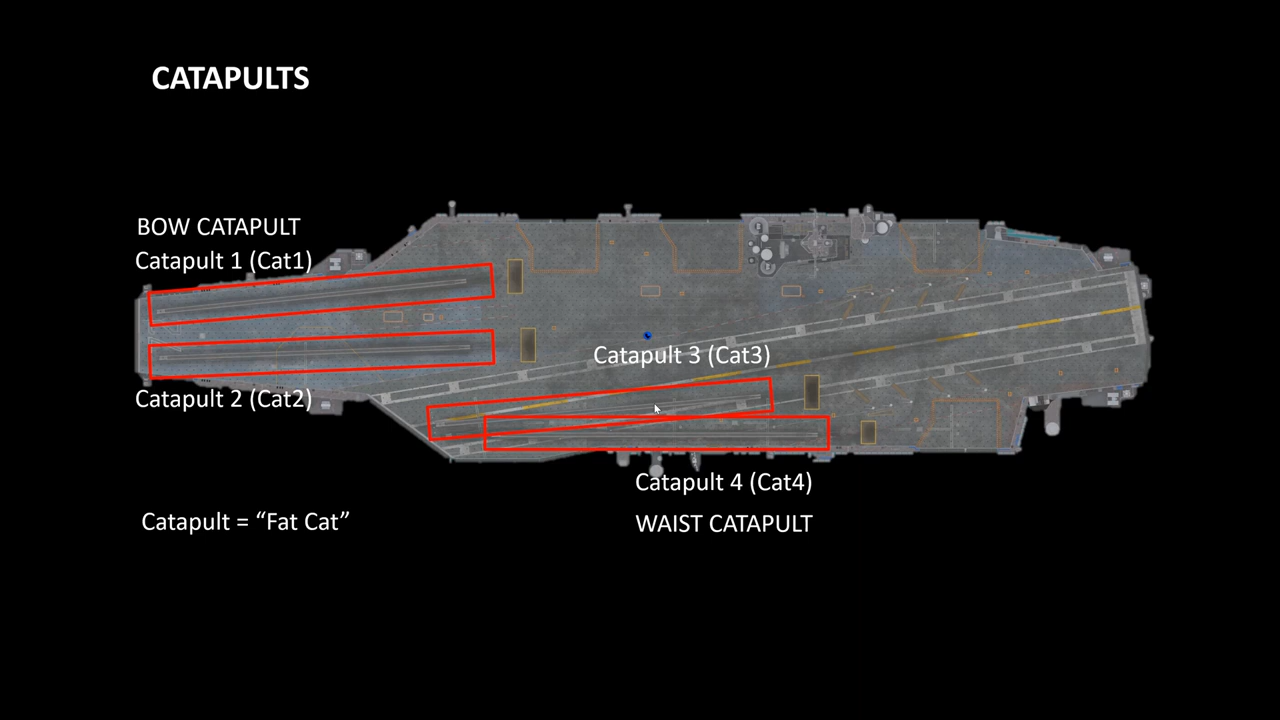 CATAPULTS
BOW CATAPULT
Catapult 1 (Cat1)
Catapult 2 (Cat2)
Catapult 3 (Cat3)
Catapult 4 (Cat4)
WAIST CATAPULT
Catapult = “Fat Cat”